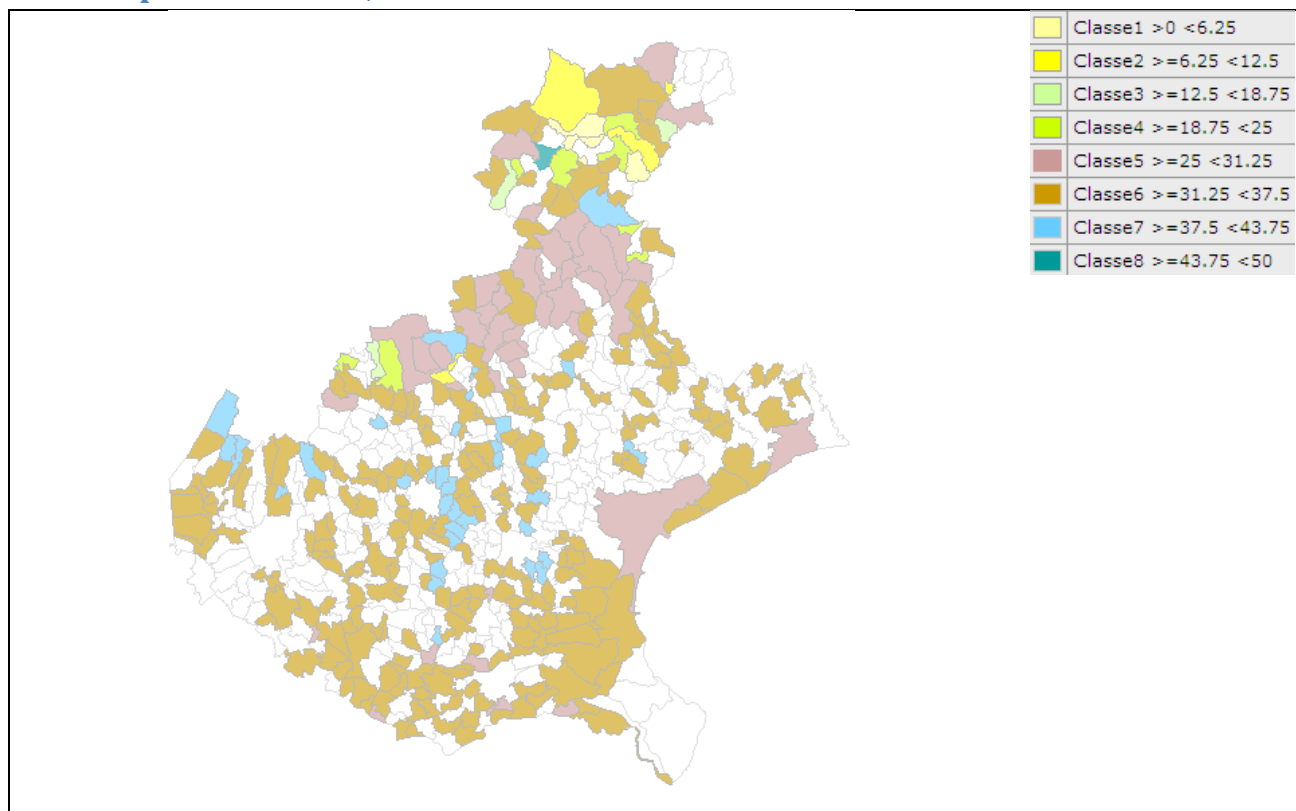 Classe1 >0 <6.25
Classe2 >=6.25 <12.5
Classe3 >=12.5 <18.75
Classe4 >=18.75 <25
Classe5 >=25 <31.25
Classe6 >=31.25 <37.5
Classe7 >=37.5 <43.75
Classe8 >=43.75 <50